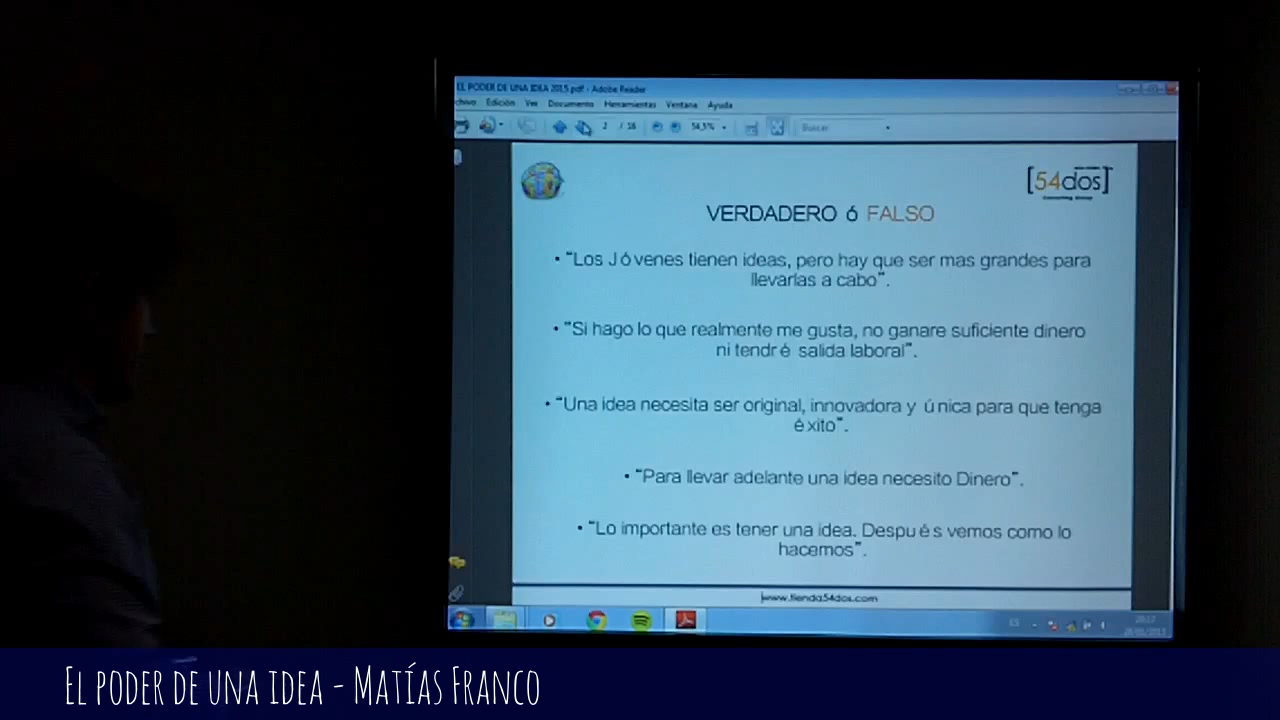 EL PODER DE UNA IDEA 2015.pdf - Adobe Reader
Archivo Edición Ver Documento Herramientas Ventana Ayuda
2 / 16 54,5% Buscar
[54dos]
Consulting Group
VERDADERO ó FALSO
• "Los Jóvenes tienen ideas, pero hay que ser mas grandes para
llevarlas a cabo".
• "Si hago lo que realmente me gusta, no ganare suficiente dinero
ni tendré salida laboral".
• "Una idea necesita ser original, innovadora y única para que tenga
éxito".
• "Para llevar adelante una idea necesito Dinero".
• "Lo importante es tener una idea. Después vemos como lo
hacemos".
www.tienda54dos.com
ES
El poder de una idea - Matías Franco